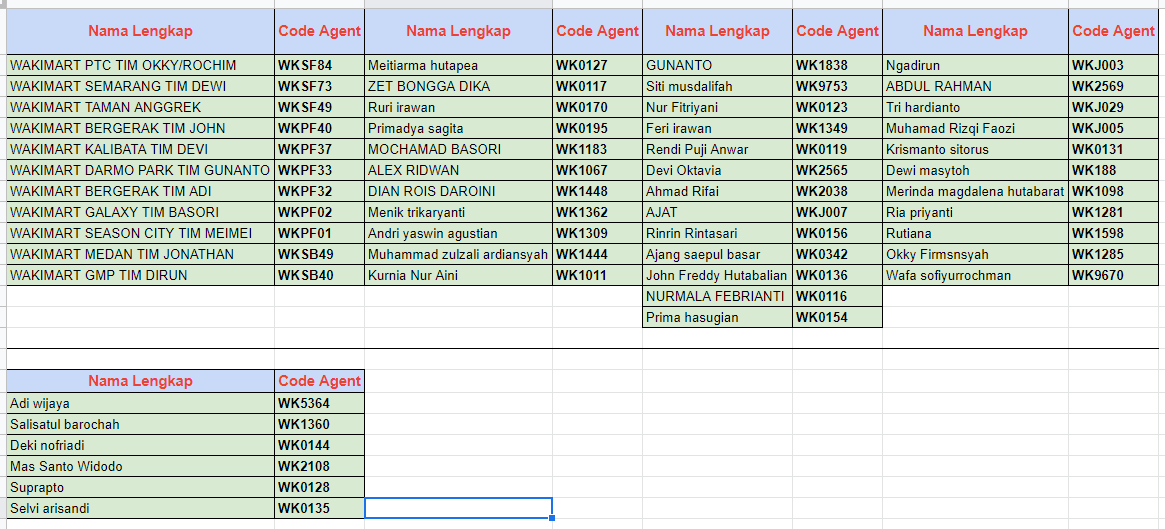 Nama Lengkap Code Agent Nama Lengkap Code Agent Nama Lengkap Code Agent Nama Lengkap Code Agent
WAKIMART PTC TIM OKKY/ROCHIM WKSF84 Meitiarma hutapea WK0127 GUNANTO WK1838 Ngadirun WKJ003
WAKIMART SEMARANG TIM DEWI WKSF73 ZET BONGGA DIKA WK0117 Siti musdalifah WK9753 ABDUL RAHMAN WK2569
WAKIMART TAMAN ANGGREK WKSF49 Ruri irawan WK0170 Nur Fitriyani WK0123 Tri hardianto WKJ029
WAKIMART BERGERAK TIM JOHN WKPF40 Primadya sagita WK0195 Feri irawan WK1349 Muhamad Rizqi Faozi WKJ005
WAKIMART KALIBATA TIM DEVI WKPF37 MOCHAMAD BASORI WK1183 Rendi Puji Anwar WK0119 Krismanto sitorus WK0131
WAKIMART DARMO PARK TIM GUNANTO WKPF33 ALEX RIDWAN WK1067 Devi Oktavia WK2565 Dewi masytoh WK188
WAKIMART BERGERAK TIM ADI WKPF32 DIAN ROIS DAROINI WK1448 Ahmad Rifai WK2038 Merinda magdalena hutabarat WK1098
WAKIMART GALAXY TIM BASORI WKPF02 Menik trikaryanti WK1362 AJAT WKJ007 Ria priyanti WK1281
WAKIMART SEASON CITY TIM MEIMEI WKPF01 Andri yaswin agustian WK1309 Rinrin Rintasari WK0156 Rutiana WK1598
WAKIMART MEDAN TIM JONATHAN WKSB49 Muhammad zulzali ardiansyah WK1444 Ajang saepul basar WK0342 Okky Firmsnsyah WK1285
WAKIMART GMP TIM DIRUN WKSB40 Kurnia Nur Aini WK1011 John Freddy Hutabalian WK0136 Wafa sofiyurrochman WK9670
NURMALA FEBRIANTI WK0116
Prima hasugian WK0154
Nama Lengkap Code Agent
Adi wijaya WK5364
Salisatul barochah WK1360
Deki nofriadi WK0144
Mas Santo Widodo WK2108
Suprapto WK0128
Selvi arisandi WK0135